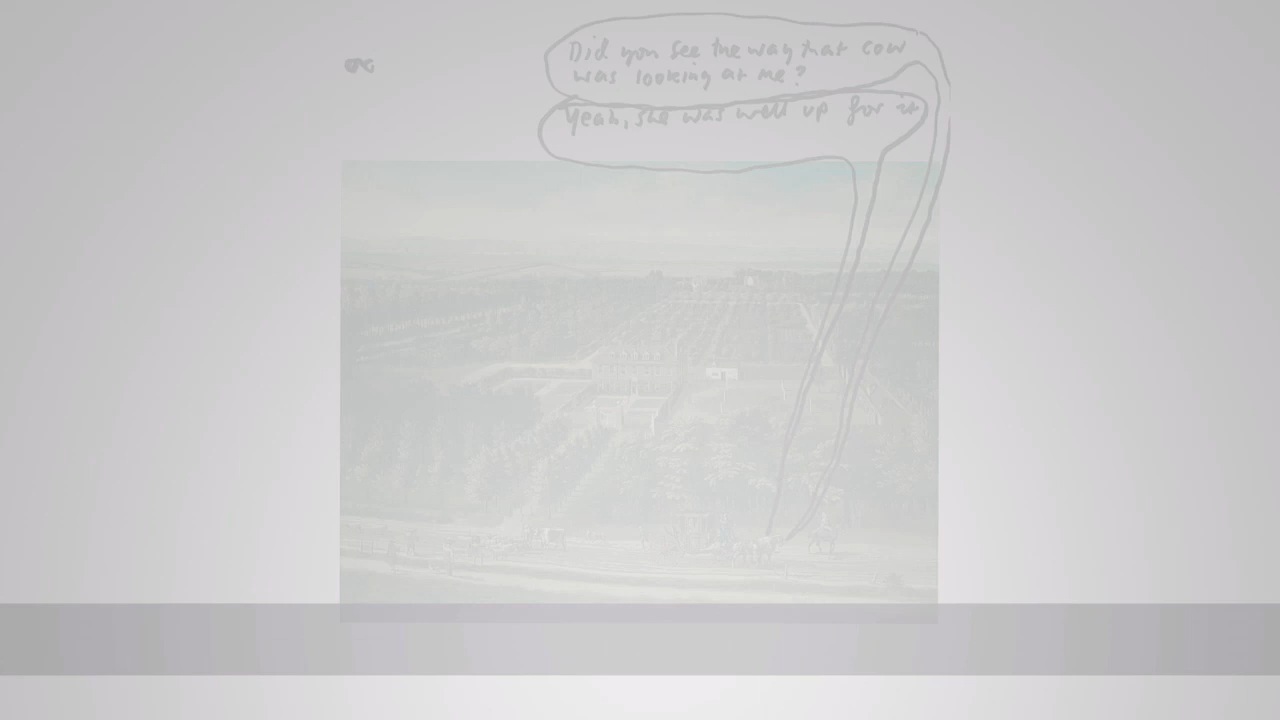 Did you see the way that cow
was looking at me?
Yeah, she was well up for it